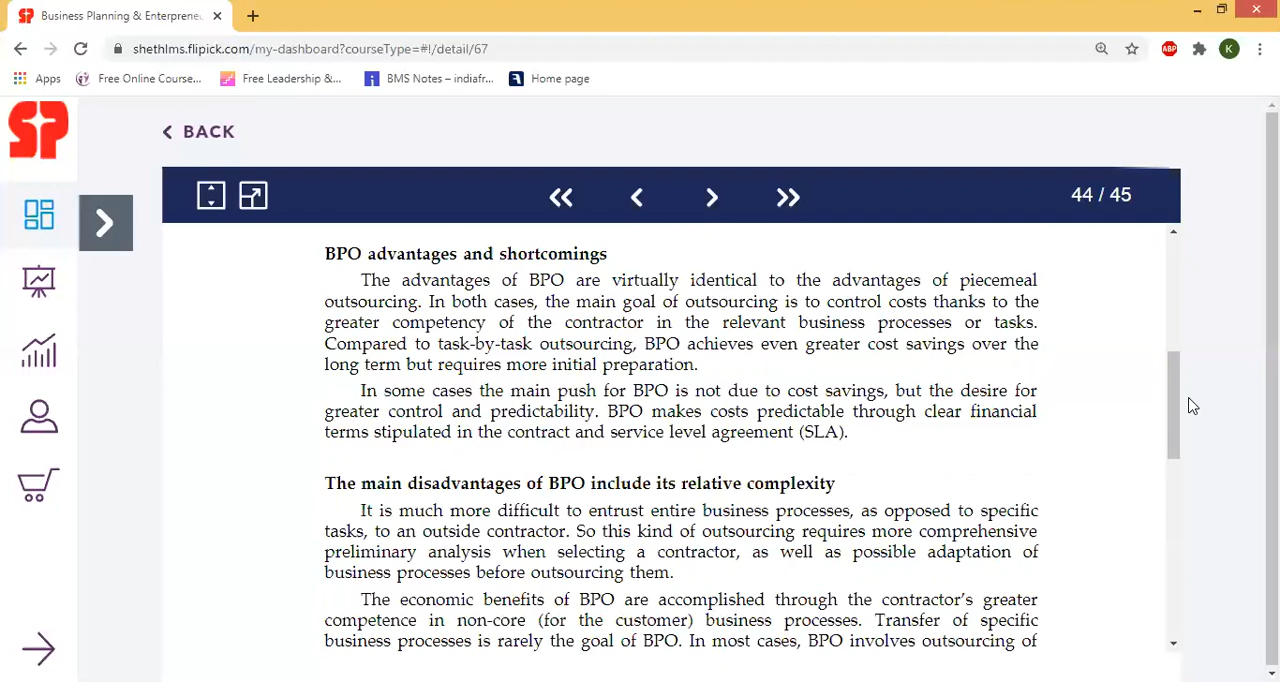 Business Planning & Enterprene
shethlms.flipick.com/my-dashboard?courseType=#!/detail/67
ABP
K
Apps
Free Online Course...
Free Leadership &...
BMS Notes – indiafr...
Home page
SP
BACK
44 / 45
BPO advantages and shortcomings
The advantages of BPO are virtually identical to the advantages of piecemeal
outsourcing. In both cases, the main goal of outsourcing is to control costs thanks to the
greater competency of the contractor in the relevant business processes or tasks.
Compared to task-by-task outsourcing, BPO achieves even greater cost savings over the
long term but requires more initial preparation.
In some cases the main push for BPO is not due to cost savings, but the desire for
greater control and predictability. BPO makes costs predictable through clear financial
terms stipulated in the contract and service level agreement (SLA).
The main disadvantages of BPO include its relative complexity
It is much more difficult to entrust entire business processes, as opposed to specific
tasks, to an outside contractor. So this kind of outsourcing requires more comprehensive
preliminary analysis when selecting a contractor, as well as possible adaptation of
business processes before outsourcing them.
The economic benefits of BPO are accomplished through the contractor's greater
competence in non-core (for the customer) business processes. Transfer of specific
business processes is rarely the goal of BPO. In most cases, BPO involves outsourcing of